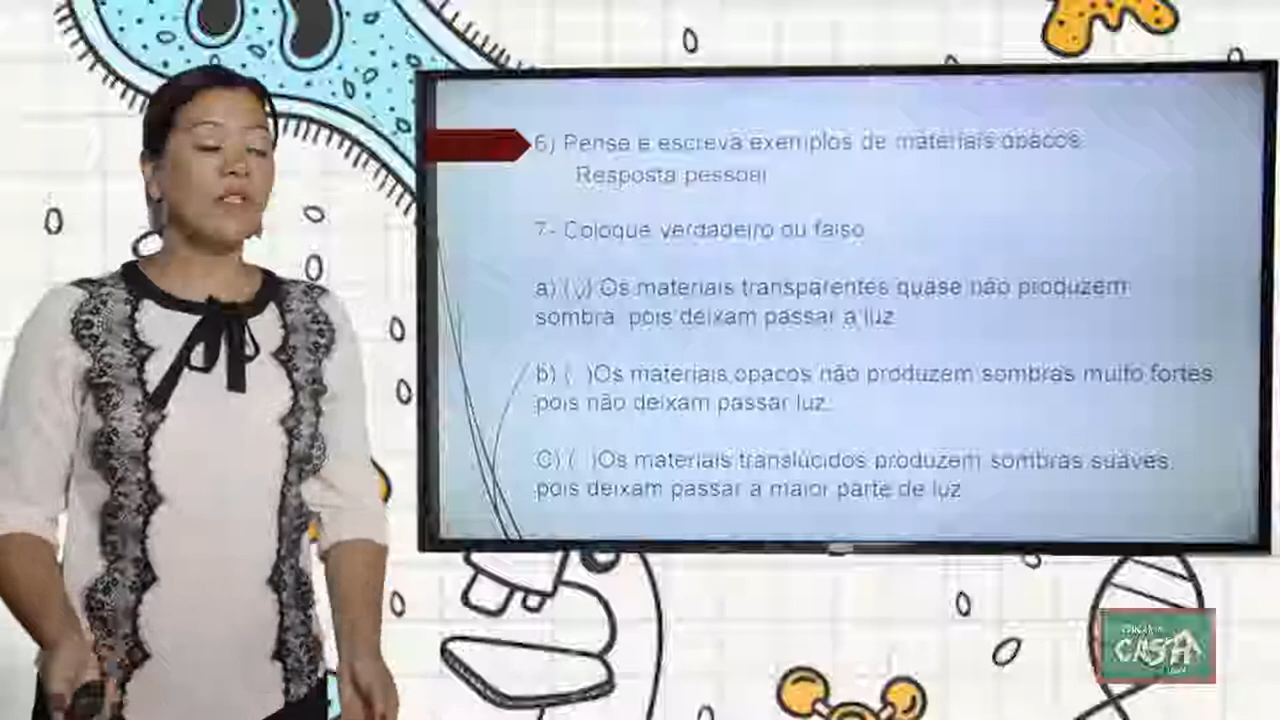 6) Pense e escreva exemplos de materiais opacos.
Resposta pessoal
7- Coloque verdadeiro ou falso
a) (v) Os materiais transparentes quase não produzem
sombra, pois deixam passar a luz.
b) ( )Os materiais opacos não produzem sombras muito fortes
pois não deixam passar luz.
C) ( )Os materiais translúcidos produzem sombras suaves,
pois deixam passar a maior parte de luz
CASA